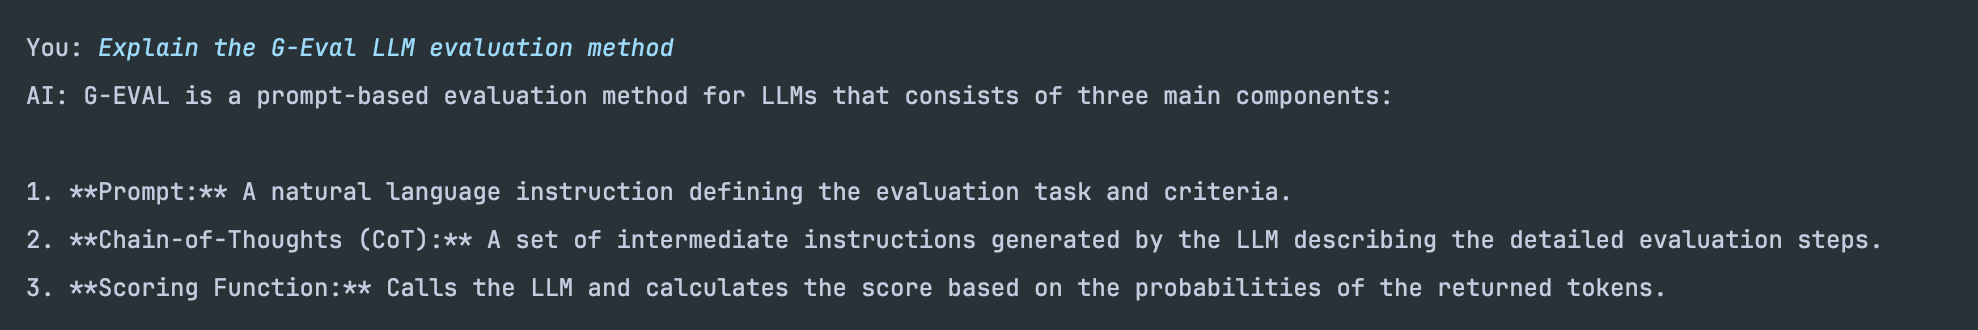 You: Explain the G-Eval LLM evaluation method
AI: G-EVAL is a prompt-based evaluation method for LLMs that consists of three main components:
1. **Prompt:** A natural language instruction defining the evaluation task and criteria.
2. **Chain-of-Thoughts (CoT):** A set of intermediate instructions generated by the LLM describing the detailed evaluation steps.
3. **Scoring Function:** Calls the LLM and calculates the score based on the probabilities of the returned tokens.